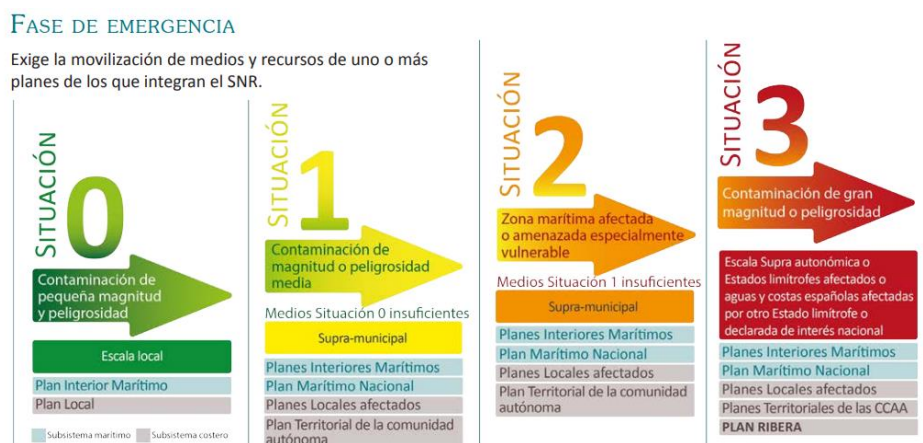 FASE DE EMERGENCIA
Exige la movilización de medios y recursos de uno o más
planes de los que integran el SNR.
SITUACIÓN
0
Contaminación de
pequeña magnitud
y peligrosidad
Escala local
Plan Interior Marítimo
Plan Local
Subsistema marítimo
Subsistema costero
SITUACIÓN
1
Contaminación de
magnitud o peligrosidad
media
Medios Situación 0 insuficientes
Supra-municipal
Planes Interiores Marítimos
Plan Marítimo Nacional
Planes Locales afectados
Plan Territorial de la comunidad
autónoma
SITUACIÓN
2
Zona marítima afectada
o amenazada especialmente
vulnerable
Medios Situación 1 insuficientes
Supra-municipal
Planes Interiores Marítimos
Plan Marítimo Nacional
Planes Locales afectados
Plan Territorial de la comunidad
autónoma
SITUACIÓN
3
Contaminación de gran
magnitud o peligrosidad
Escala Supra autonómica o
Estados limítrofes afectados o
aguas y costas españolas afectadas
por otro Estado limítrofe o
declarada de interés nacional
Planes Interiores Marítimos
Plan Marítimo Nacional
Planes Locales afectados
Planes Territoriales de las CCAA
PLAN RIBERA